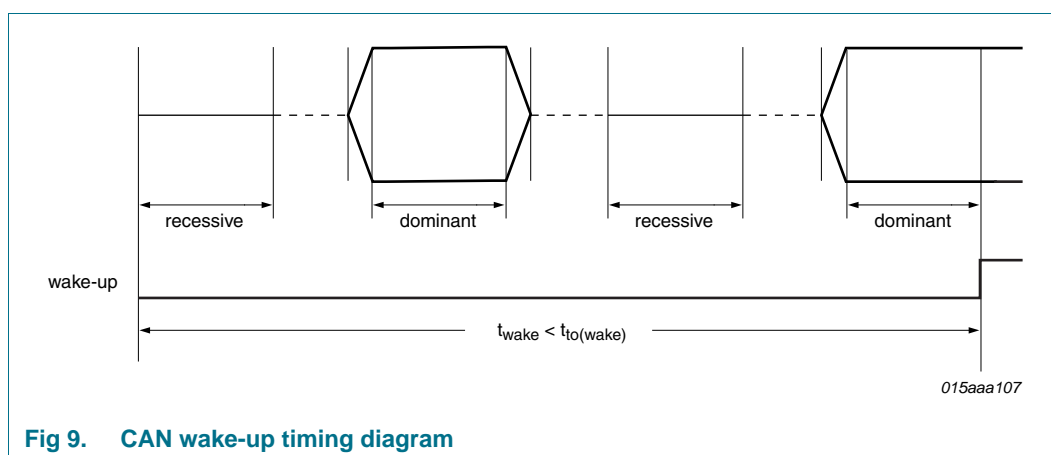 recessive
dominant
recessive
dominant
wake-up
twake < tto(wake)
015aaa107
Fig 9. CAN wake-up timing diagram